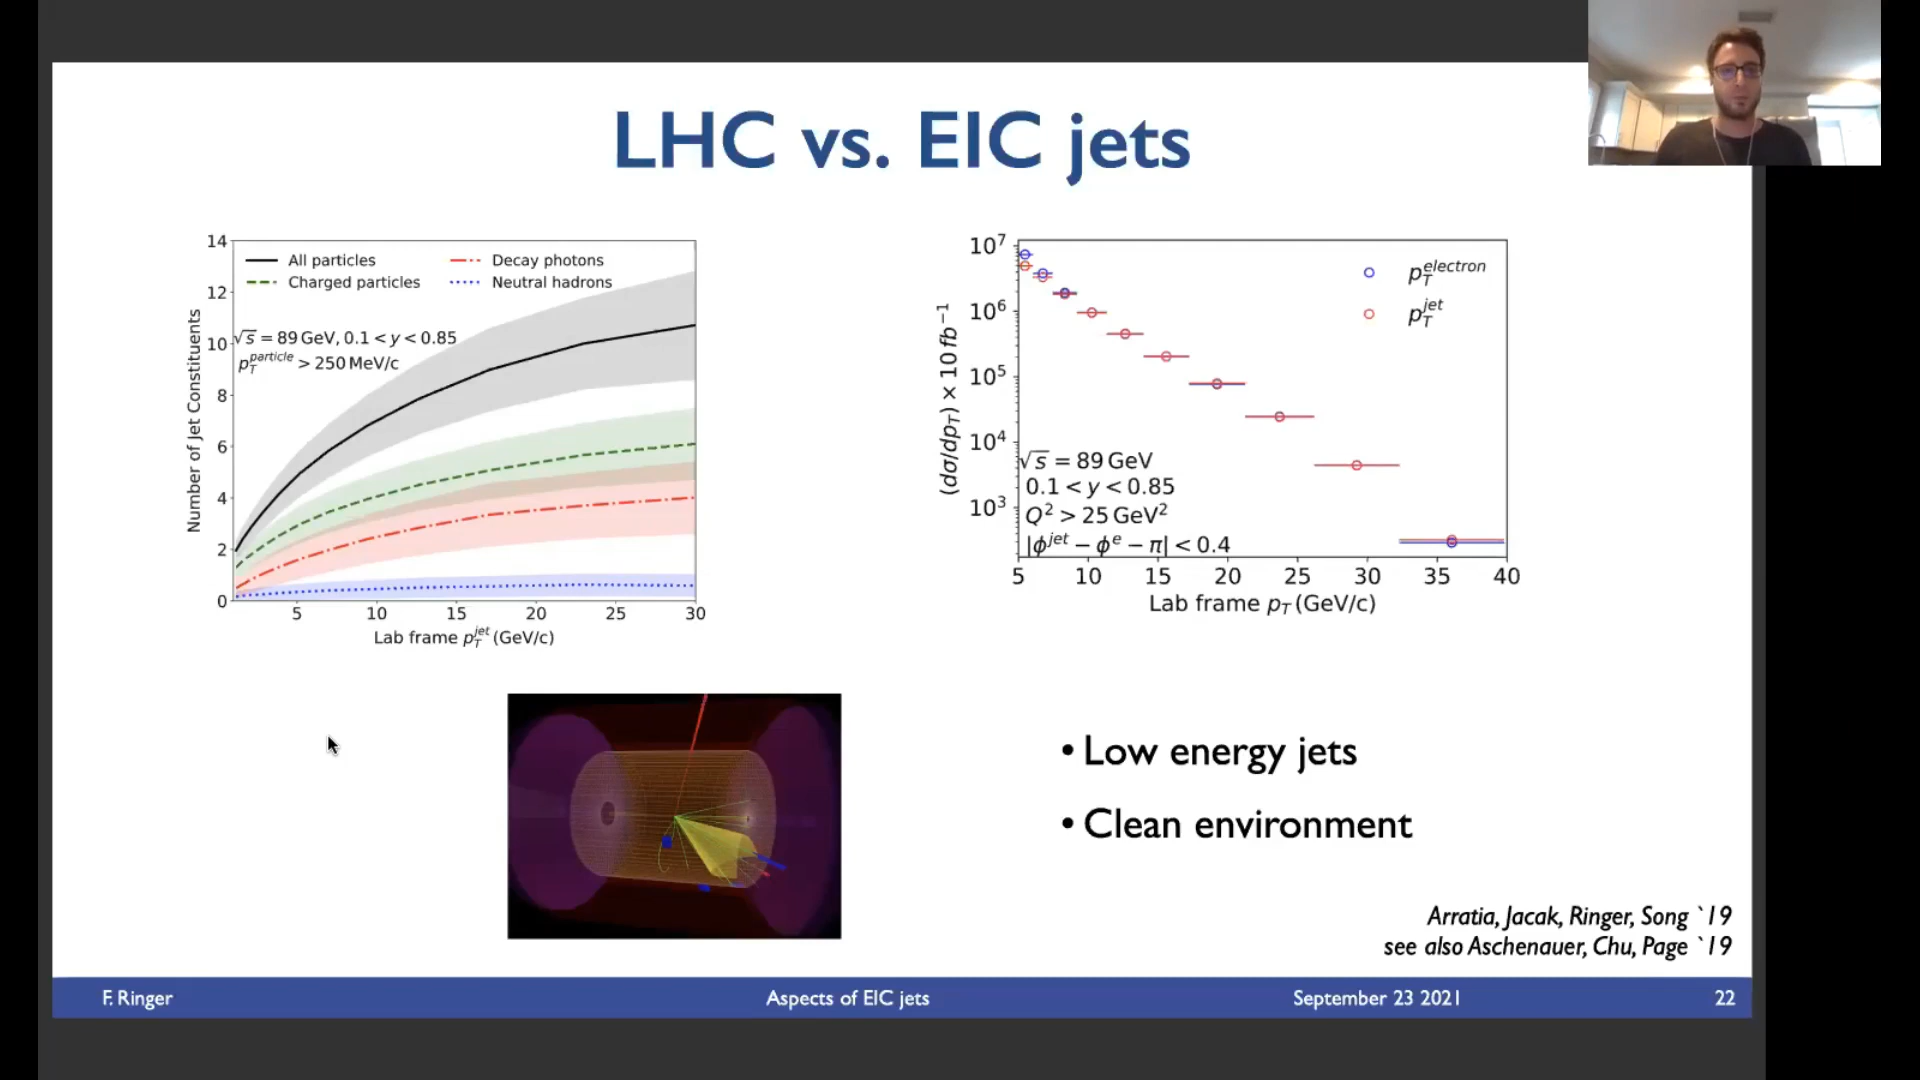 LHC vs. EIC jets
14
12
10
8
6
4
2
0
Number of Jet Constituents
All particles
Charged particles
Decay photons
Neutral hadrons
√s = 89 GeV, 0.1 < y < 0.85
p_T^particle > 250 MeV/c
5 10 15 20 25 30
Lab frame p_T^jet (GeV/c)
10^7
10^6
10^5
10^4
10^3
(dσ/dp_T) × 10 fb^−1
p_T^electron
p_T^jet
√s = 89 GeV
0.1 < y < 0.85
Q^2 > 25 GeV^2
|ϕ^jet − ϕ^e − π| < 0.4
5 10 15 20 25 30 35 40
Lab frame p_T (GeV/c)
• Low energy jets
• Clean environment
Arratia, Jacak, Ringer, Song `19
see also Aschenauer, Chu, Page `19
F. Ringer Aspects of EIC jets September 23 2021 22